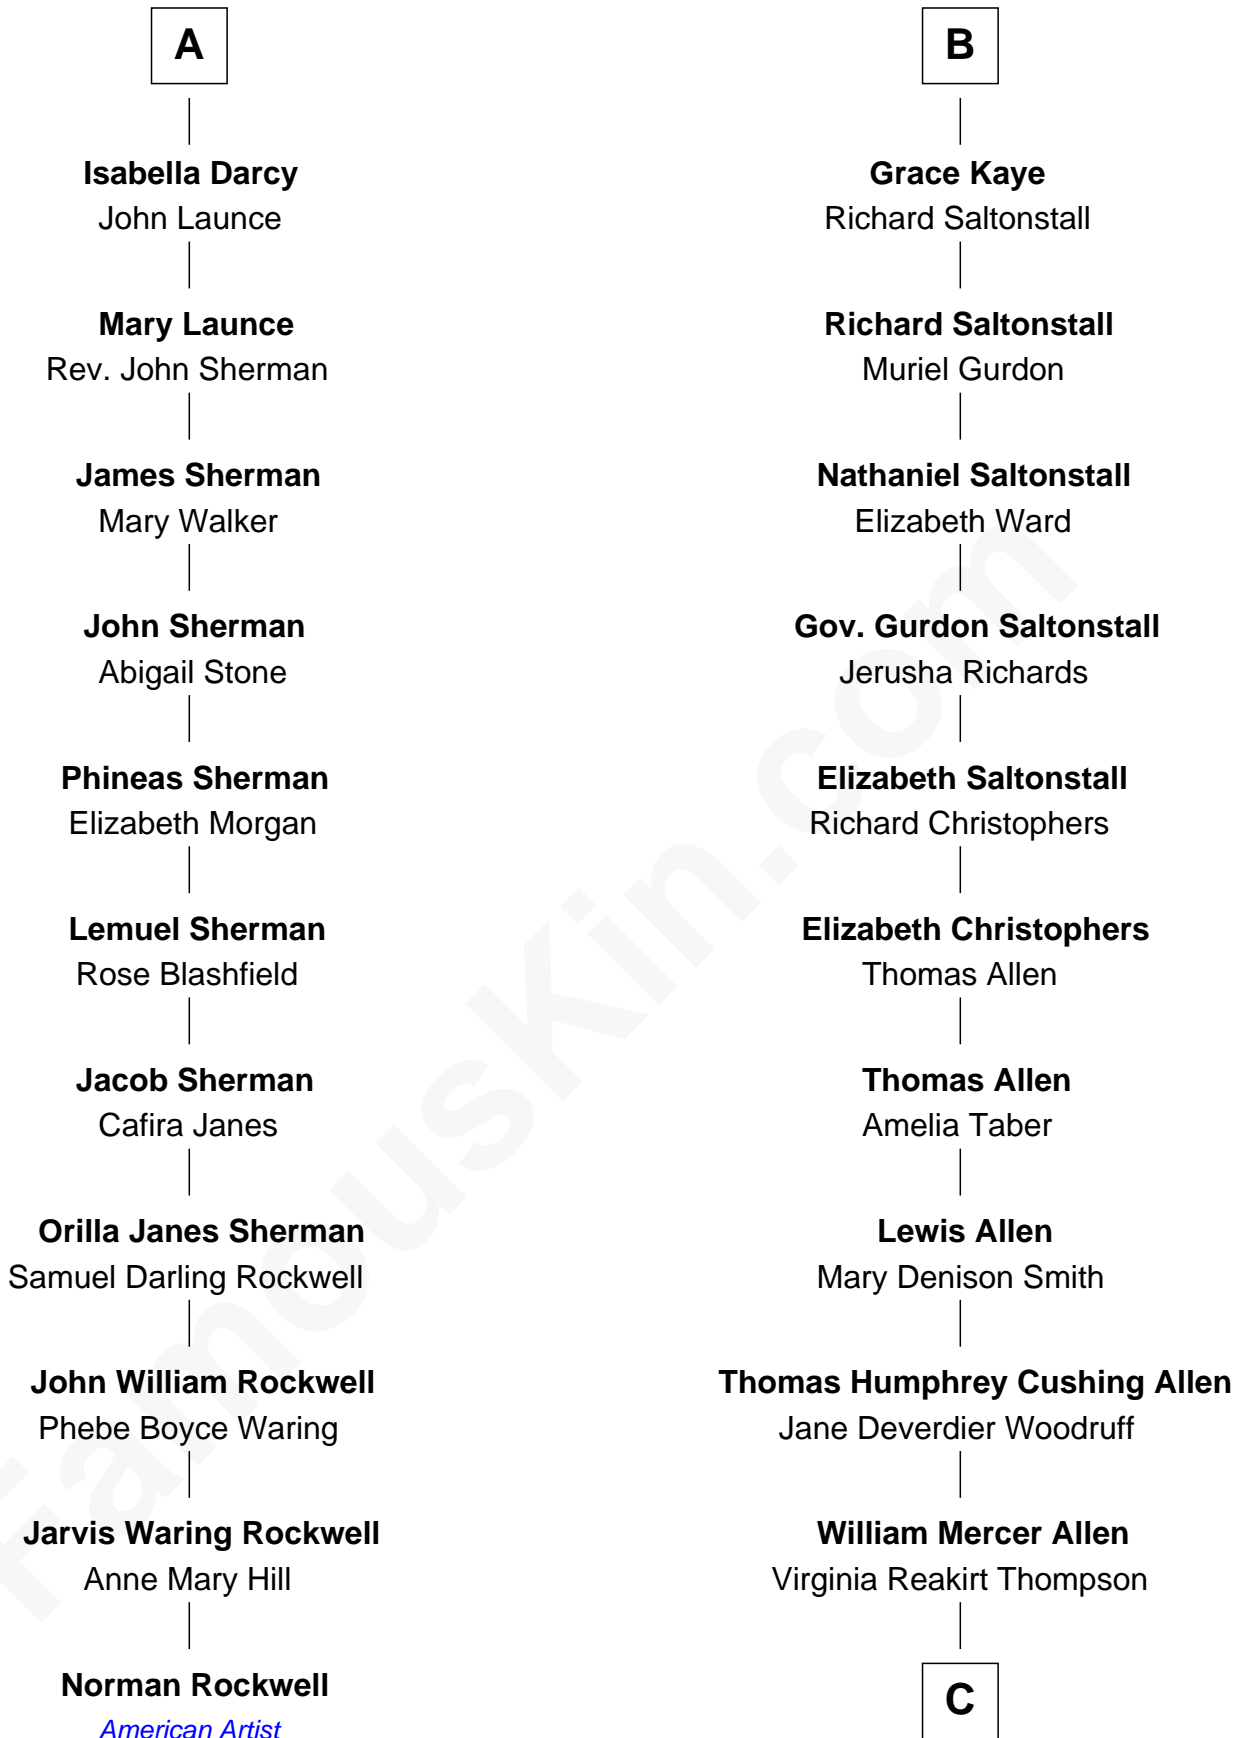 A
Isabella Darcy
John Launce
Mary Launce
Rev. John Sherman
James Sherman
Mary Walker
John Sherman
Abigail Stone
Phineas Sherman
Elizabeth Morgan
Lemuel Sherman
Rose Blashfield
Jacob Sherman
Cafira Janes
Orilla Janes Sherman
Samuel Darling Rockwell
John William Rockwell
Phebe Boyce Waring
Jarvis Waring Rockwell
Anne Mary Hill
Norman Rockwell
American Artist
B
Grace Kaye
Richard Saltonstall
Richard Saltonstall
Muriel Gurdon
Nathaniel Saltonstall
Elizabeth Ward
Gov. Gurdon Saltonstall
Jerusha Richards
Elizabeth Saltonstall
Richard Christophers
Elizabeth Christophers
Thomas Allen
Thomas Allen
Amelia Taber
Lewis Allen
Mary Denison Smith
Thomas Humphrey Cushing Allen
Jane Deverdier Woodruff
William Mercer Allen
Virginia Reakirt Thompson
C
FamousKin.com